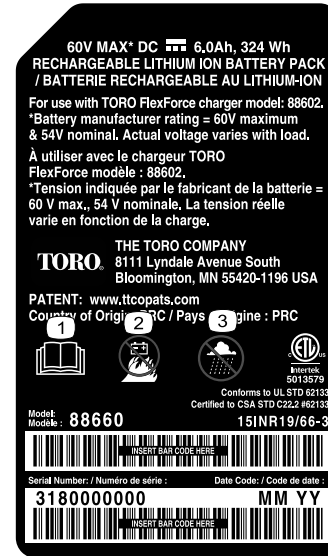 60V MAX* DC 6.0Ah, 324 Wh
RECHARGEABLE LITHIUM ION BATTERY PACK
/ BATTERIE RECHARGEABLE AU LITHIUM-ION
For use with TORO FlexForce charger model: 88602.
*Battery manufacturer rating = 60V maximum
& 54V nominal. Actual voltage varies with load.
À utiliser avec le chargeur TORO
FlexForce modèle : 88602.
*Tension indiquée par le fabricant de la batterie =
60 V max., 54 V nominale. La tension réelle
varie en fonction de la charge.
TORO.
THE TORO COMPANY
8111 Lyndale Avenue South
Bloomington, MN 55420-1196 USA
PATENT: www.ttcopats.com
Country of Origi PRC / Pays gine : PRC
1 2 3
c ETL us
Intertek
5013579
Conforms to UL STD 62133
Certified to CSA STD C22.2 #62133
Model:
Modèle : 88660
15INR19/66-3
INSERT BAR CODE HERE
Serial Number: / Numéro de série : Date Code: / Code de date :
3180000000 MM YY
INSERT BAR CODE HERE